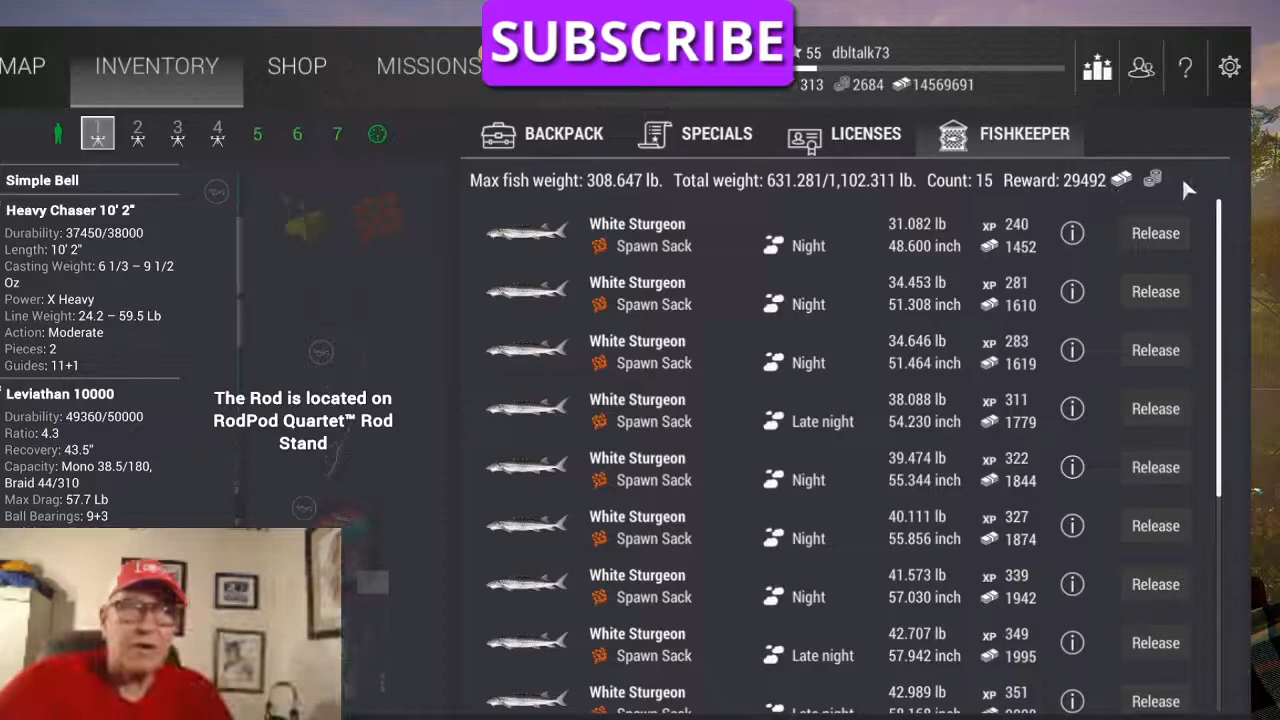 SUBSCRIBE
MAP INVENTORY SHOP MISSIONS
55 dbltalk73
313 2684 14569691
?
1 2 3 4 5 6 7
BACKPACK SPECIALS LICENSES FISHKEEPER
Max fish weight: 308.647 lb. Total weight: 631.281/1,102.311 lb. Count: 15 Reward: 29492
Simple Bell
Heavy Chaser 10' 2"
Durability: 37450/38000
Length: 10' 2"
Casting Weight: 6 1/3 – 9 1/2
Oz
Power: X Heavy
Line Weight: 24.2 – 59.5 Lb
Action: Moderate
Pieces: 2
Guides: 11+1
Leviathan 10000
Durability: 49360/50000
Ratio: 4.3
Recovery: 43.5"
Capacity: Mono 38.5/180,
Braid 44/310
Max Drag: 57.7 Lb
Ball Bearings: 9+3
The Rod is located on
RodPod Quartet™ Rod
Stand
White Sturgeon 31.082 lb XP 240
Spawn Sack Night 48.600 inch 1452 Release
White Sturgeon 34.453 lb XP 281
Spawn Sack Night 51.308 inch 1610 Release
White Sturgeon 34.646 lb XP 283
Spawn Sack Night 51.464 inch 1619 Release
White Sturgeon 38.088 lb XP 311
Spawn Sack Late night 54.230 inch 1779 Release
White Sturgeon 39.474 lb XP 322
Spawn Sack Night 55.344 inch 1844 Release
White Sturgeon 40.111 lb XP 327
Spawn Sack Night 55.856 inch 1874 Release
White Sturgeon 41.573 lb XP 339
Spawn Sack Night 57.030 inch 1942 Release
White Sturgeon 42.707 lb XP 349
Spawn Sack Late night 57.942 inch 1995 Release
White Sturgeon 42.989 lb XP 351
Release